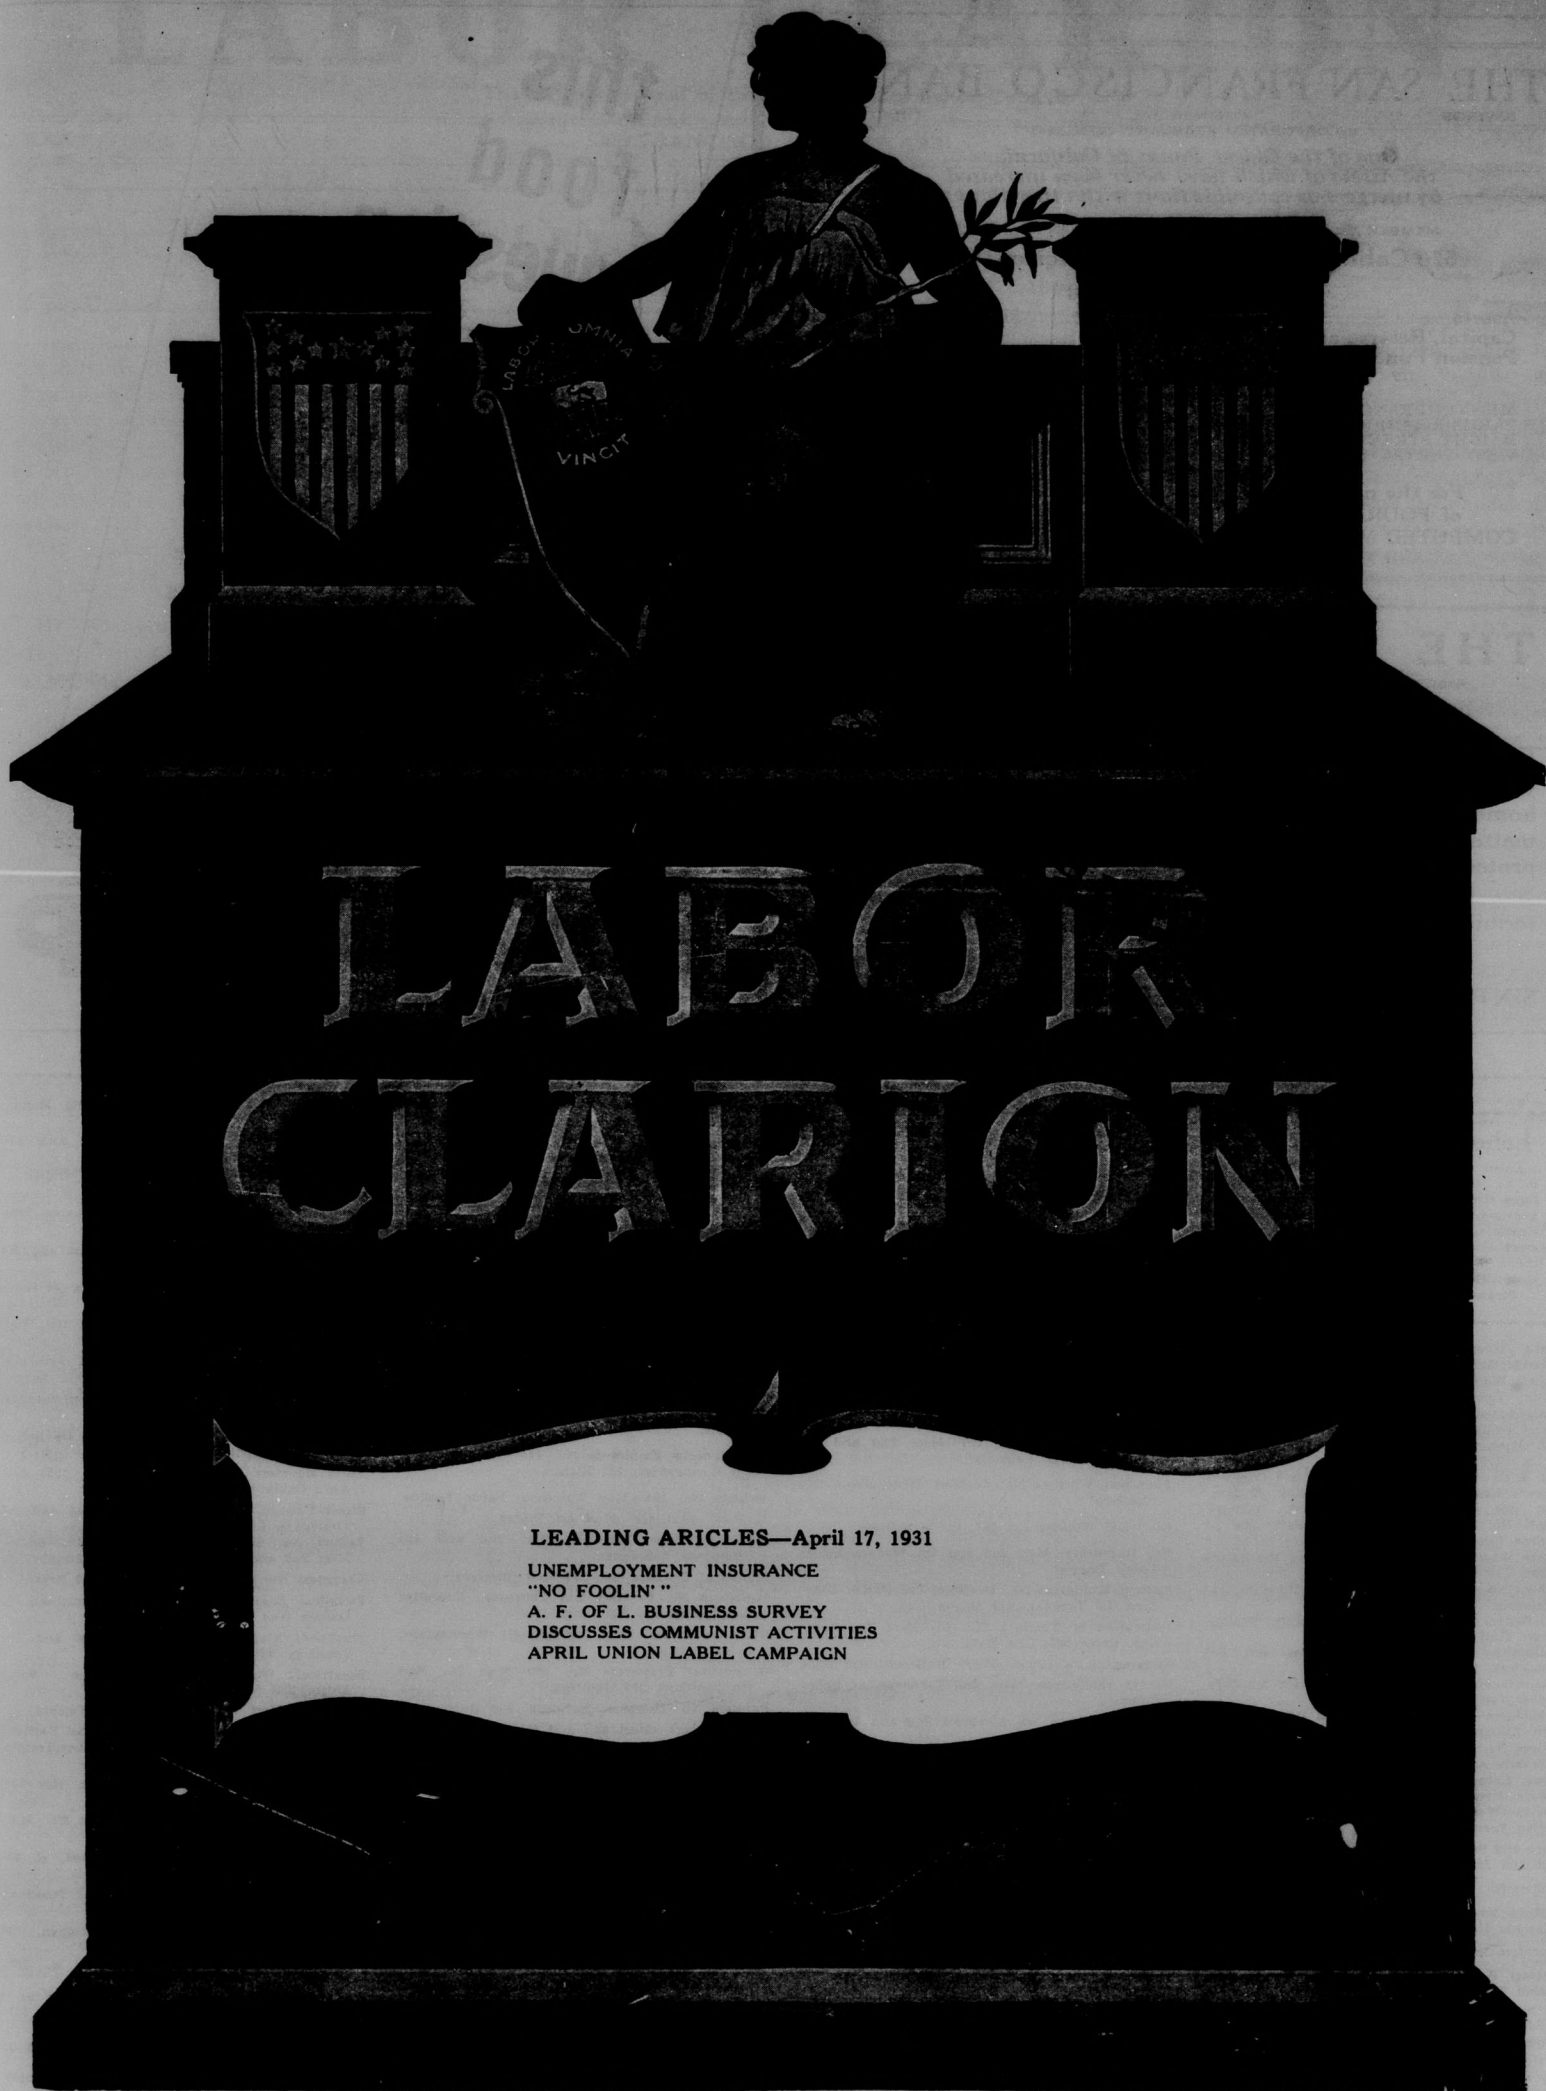 LABOR OMNIA
VINCIT
LABOR
CLARION
LEADING ARICLES—April 17, 1931
UNEMPLOYMENT INSURANCE
"NO FOOLIN' "
A. F. OF L. BUSINESS SURVEY
DISCUSSES COMMUNIST ACTIVITIES
APRIL UNION LABEL CAMPAIGN